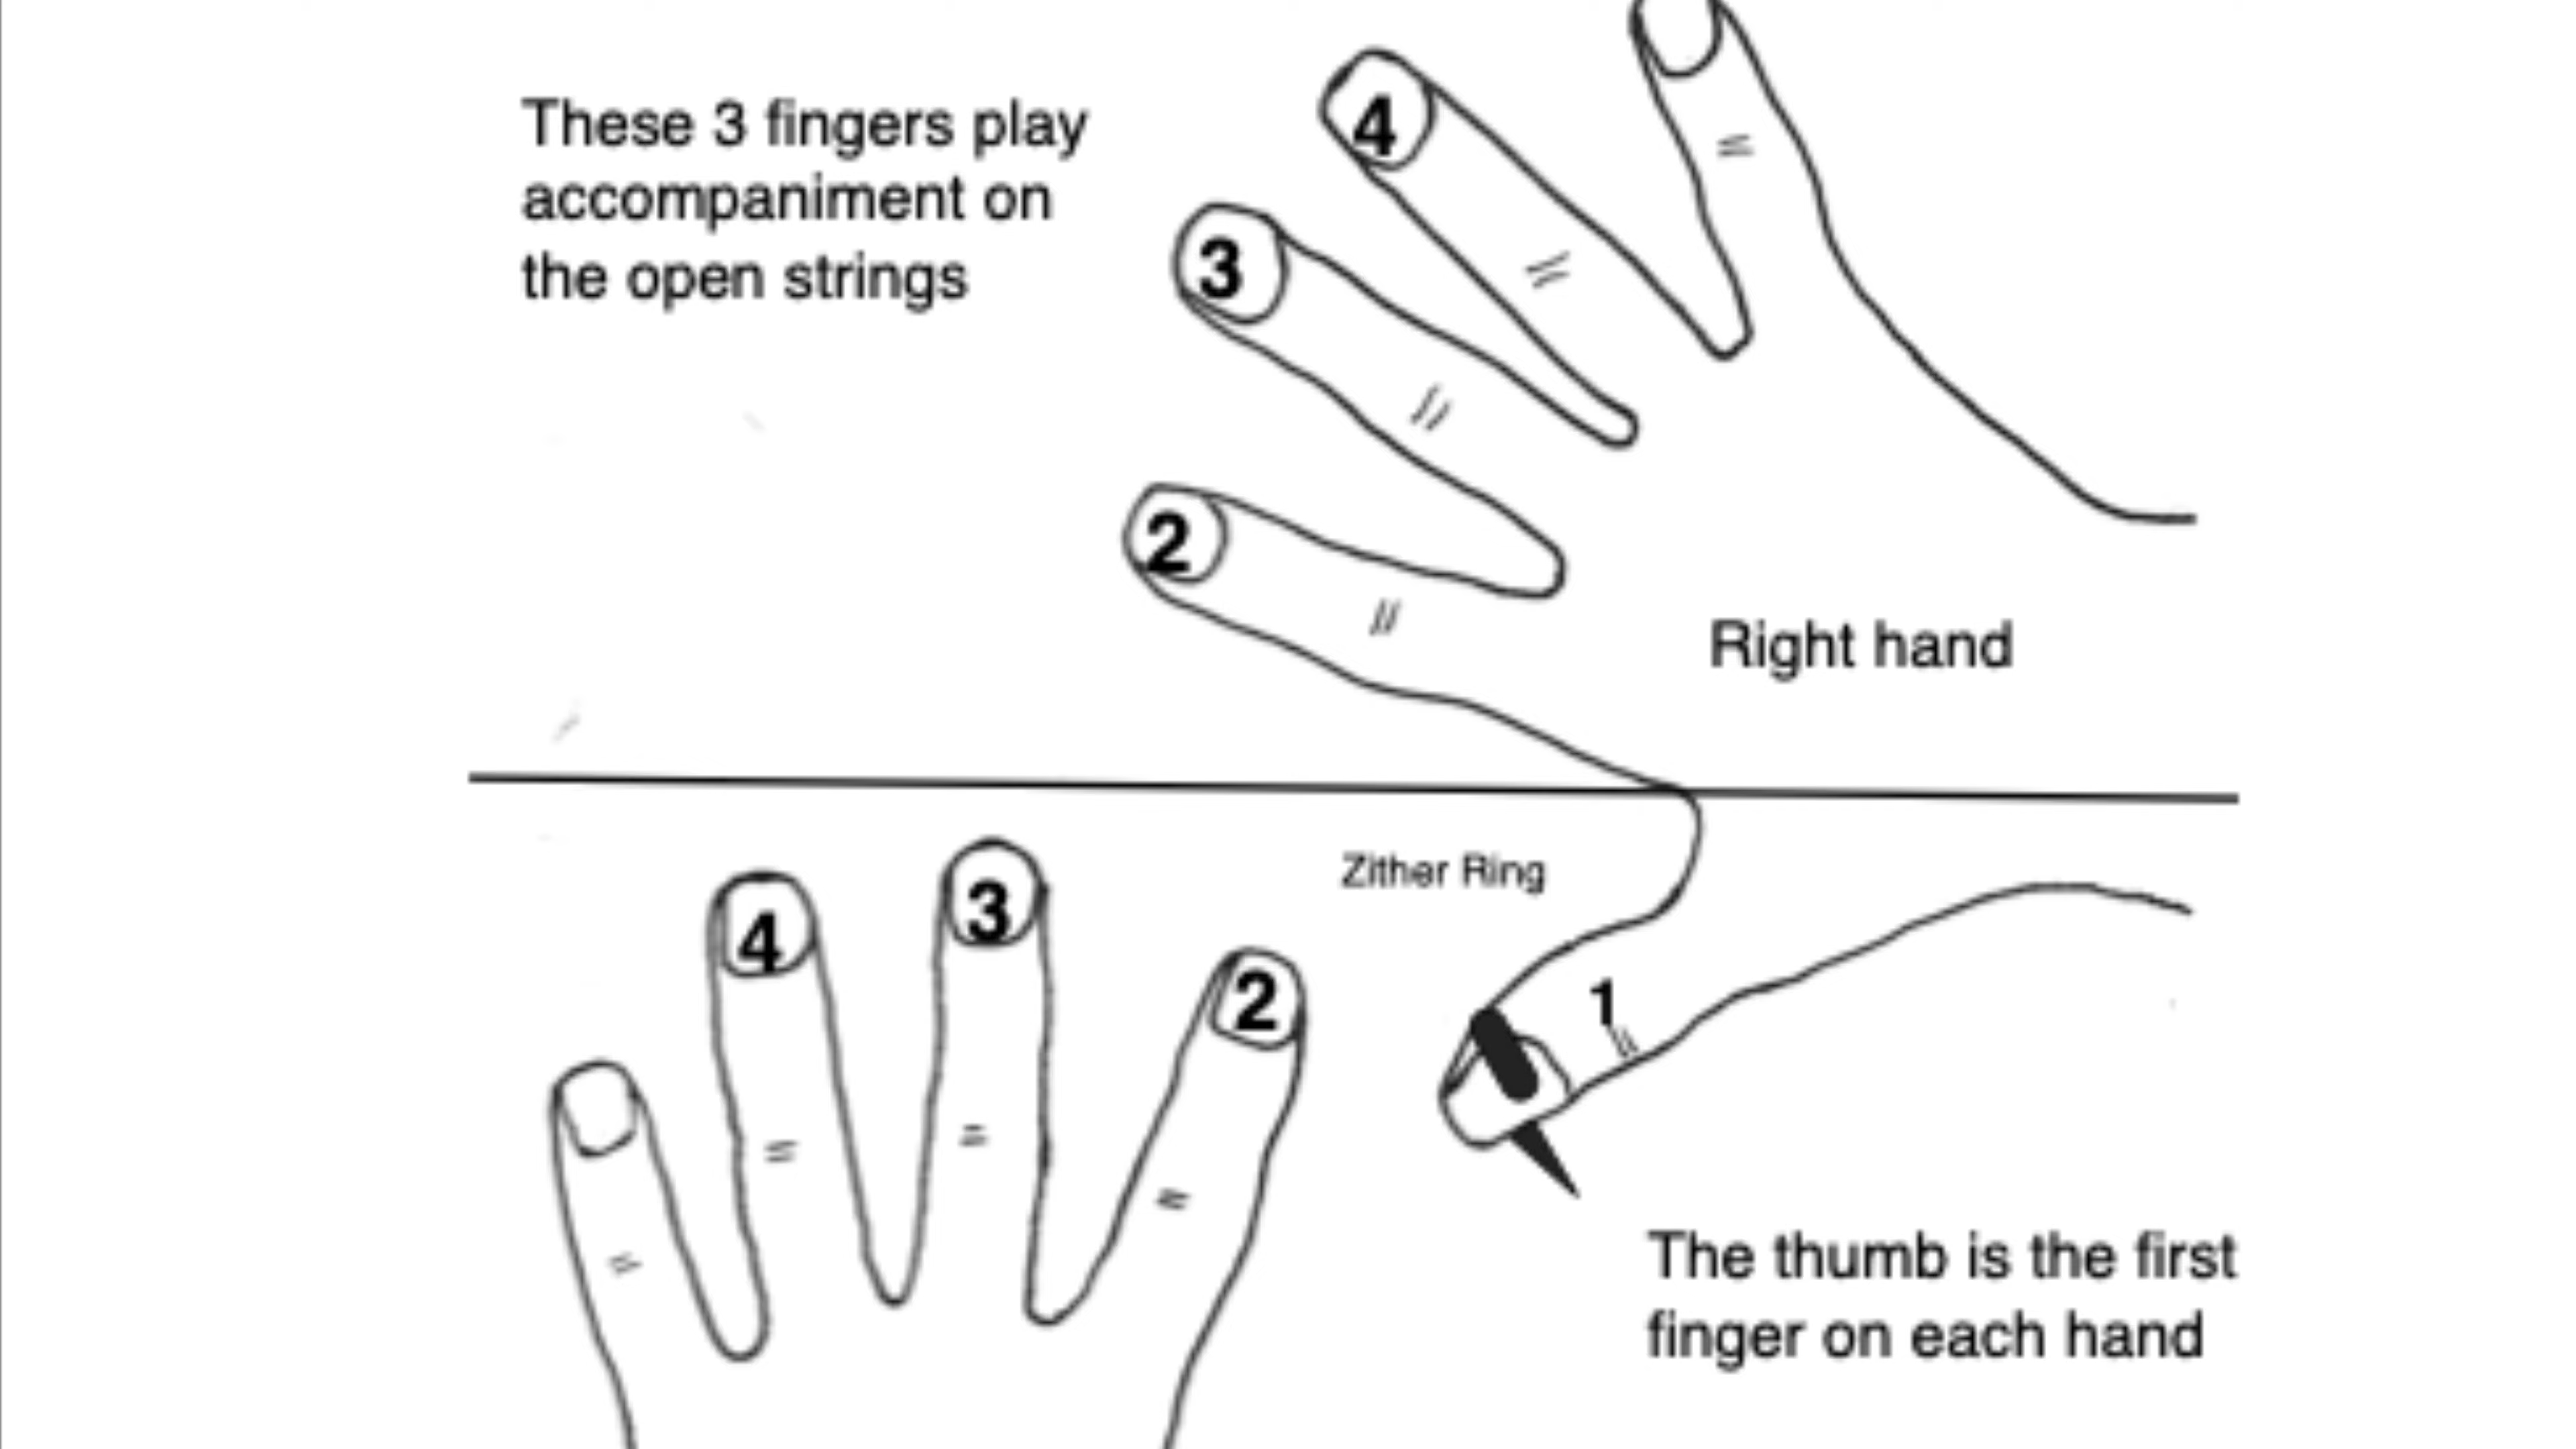 These 3 fingers play
accompaniment on
the open strings
4
3
2
Right hand
Zither Ring
4
3
2
1
The thumb is the first
finger on each hand